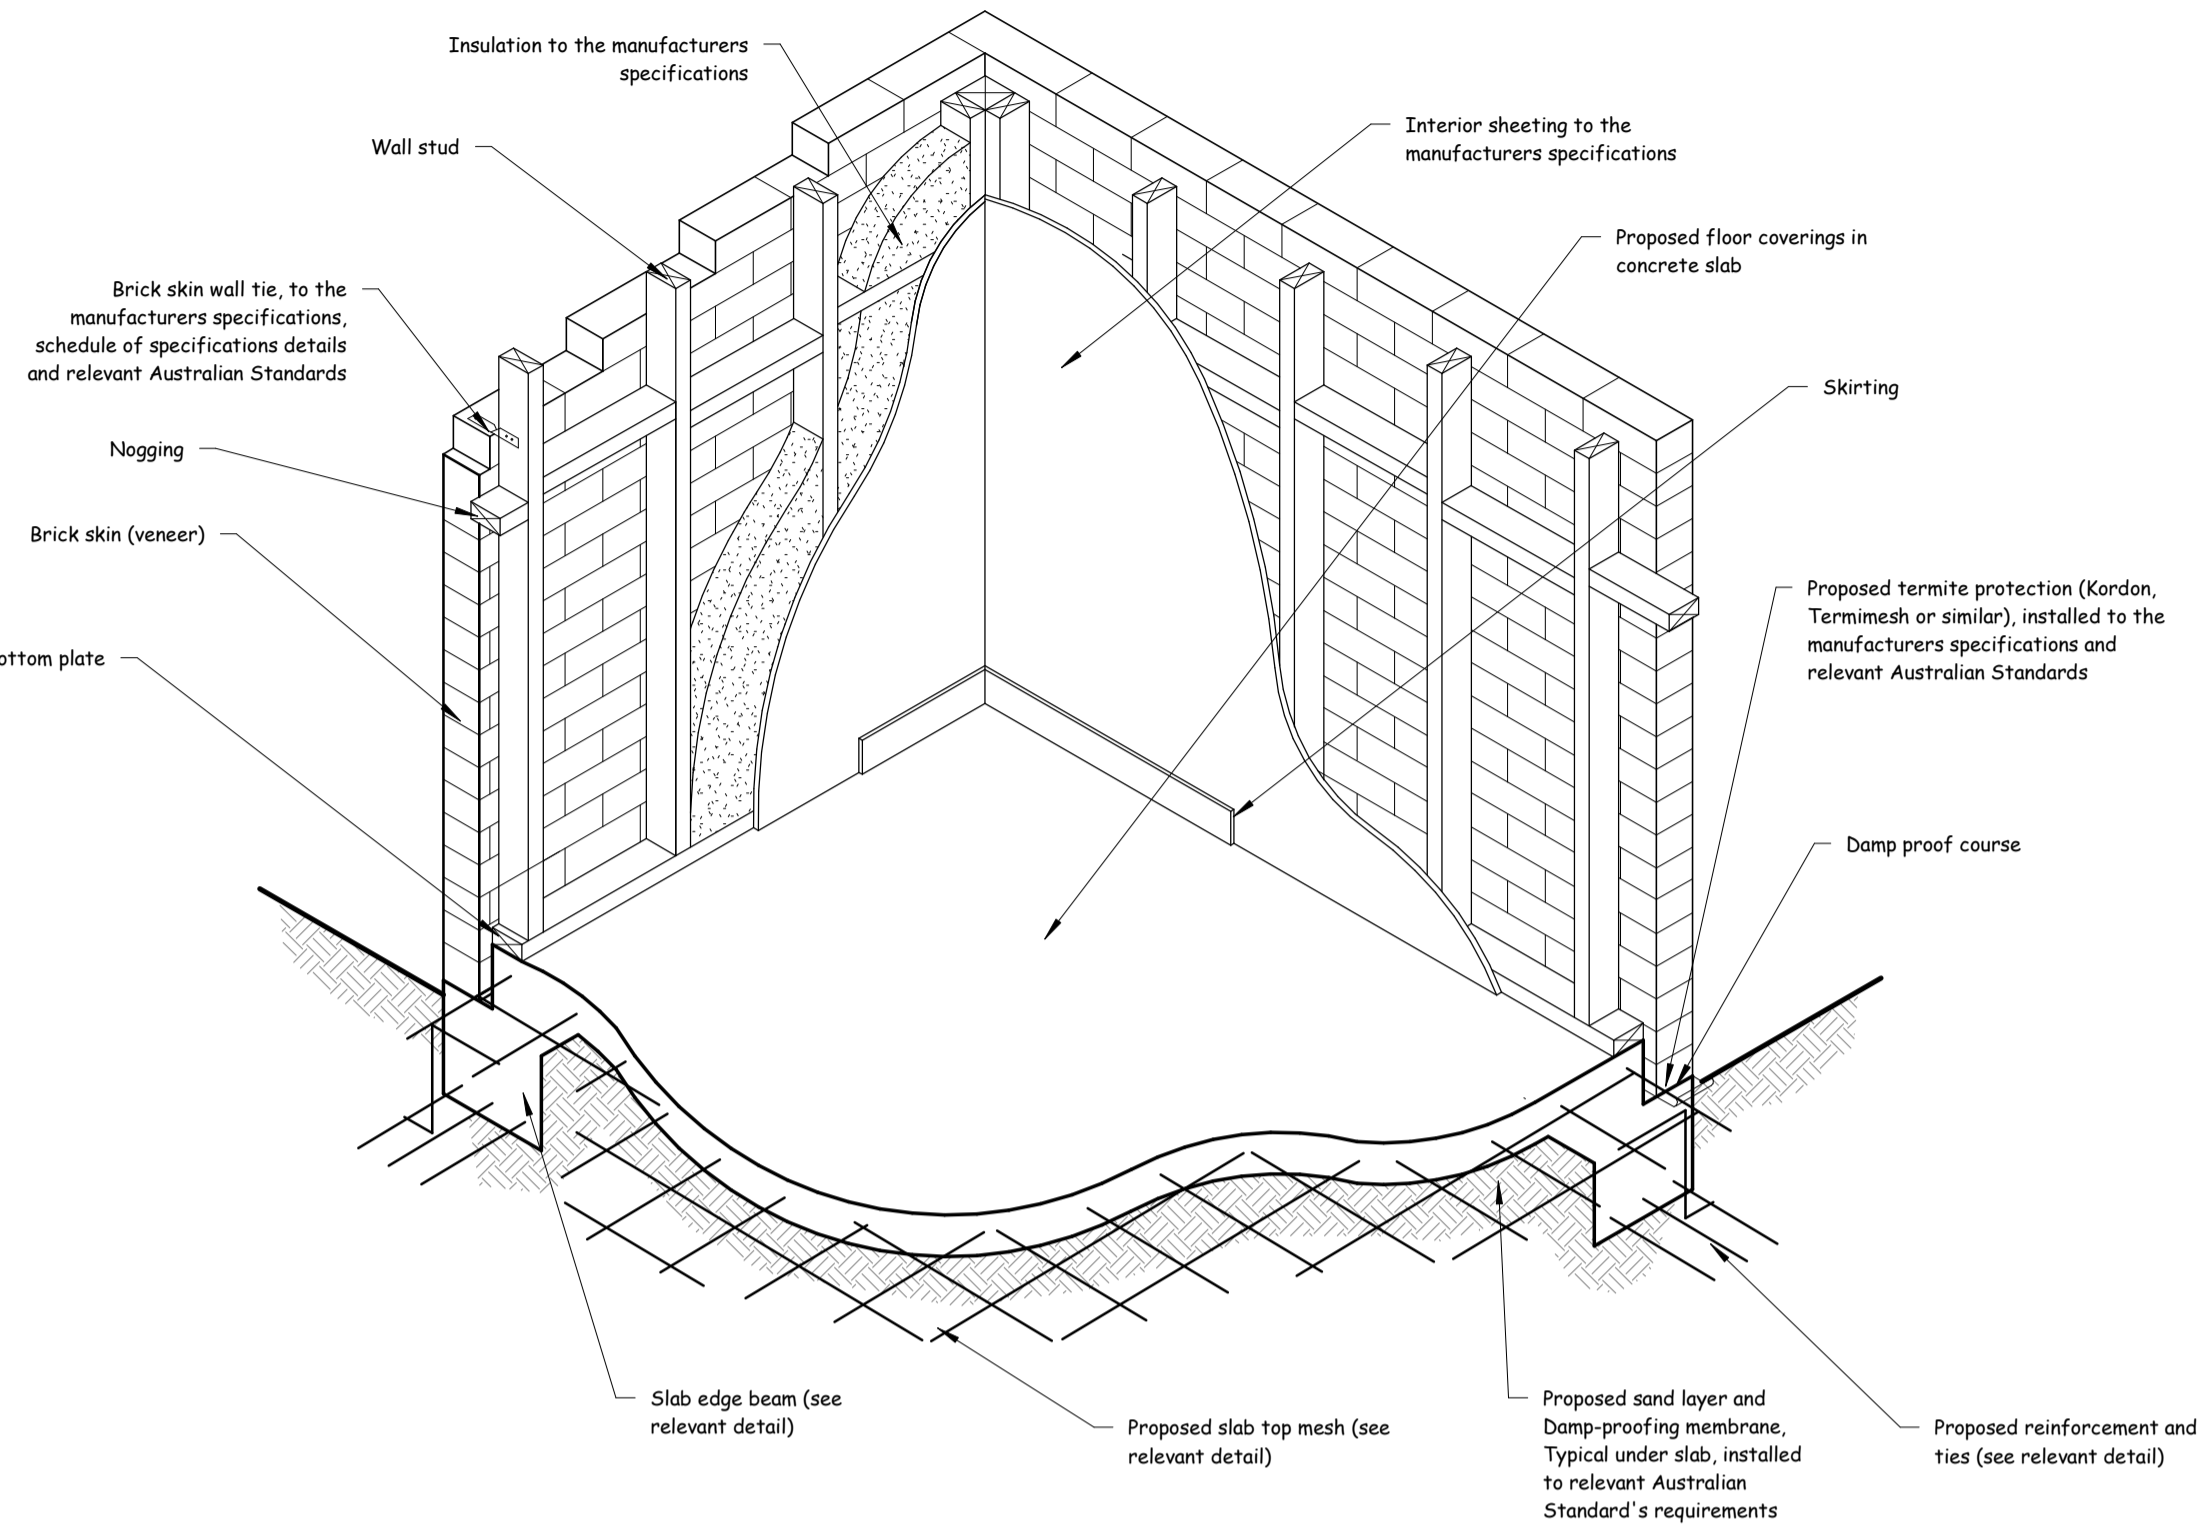 Insulation to the manufacturers
specifications
Wall stud
Brick skin wall tie, to the
manufacturers specifications,
schedule of specifications details
and relevant Australian Standards
Nogging
Brick skin (veneer)
ottom plate
Interior sheeting to the
manufacturers specifications
Proposed floor coverings in
concrete slab
Skirting
Proposed termite protection (Kordon,
Termimesh or similar), installed to the
manufacturers specifications and
relevant Australian Standards
Damp proof course
Slab edge beam (see
relevant detail)
Proposed slab top mesh (see
relevant detail)
Proposed sand layer and
Damp-proofing membrane,
Typical under slab, installed
to relevant Australian
Standard's requirements
Proposed reinforcement and
ties (see relevant detail)